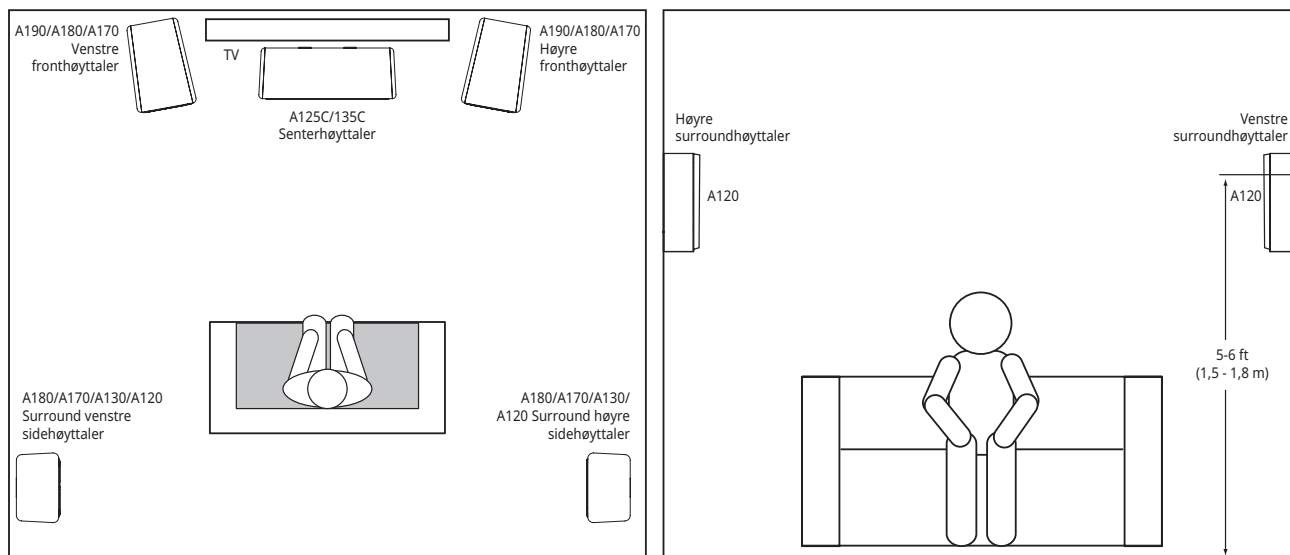 A190/A180/A170
Venstre
fronthøyttaler
TV
A190/A180/A170
Høyre
fronthøyttaler
A125C/135C
Senterhøyttaler
A180/A170/A130/A120
Surround venstre
sidehøyttaler
A180/A170/A130/
A120 Surround høyre
sidehøyttaler
Høyre
surroundhøyttaler
A120
Venstre
surroundhøyttaler
A120
5-6 ft
(1,5 - 1,8 m)